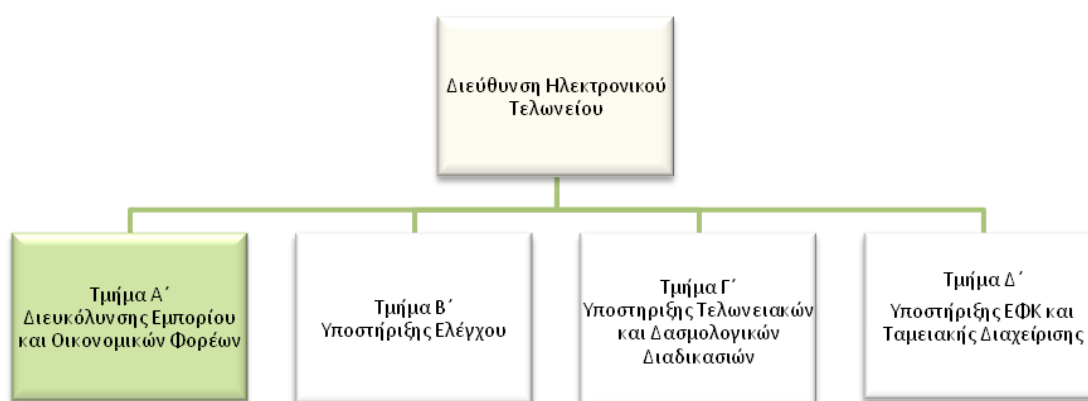 Διεύθυνση Ηλεκτρονικού
Τελωνείου
Τμήμα Α΄
Διευκόλυνσης Εμπορίου
και Οικονομικών Φορέων
Τμήμα Β΄
Υποστήριξης Ελέγχου
Τμήμα Γ΄
Υποστηριξης Τελωνειακών
και Δασμολογικών
Διαδικασιών
Τμήμα Δ΄
Υποστήριξης ΕΦΚ και
Ταμειακής Διαχείρισης